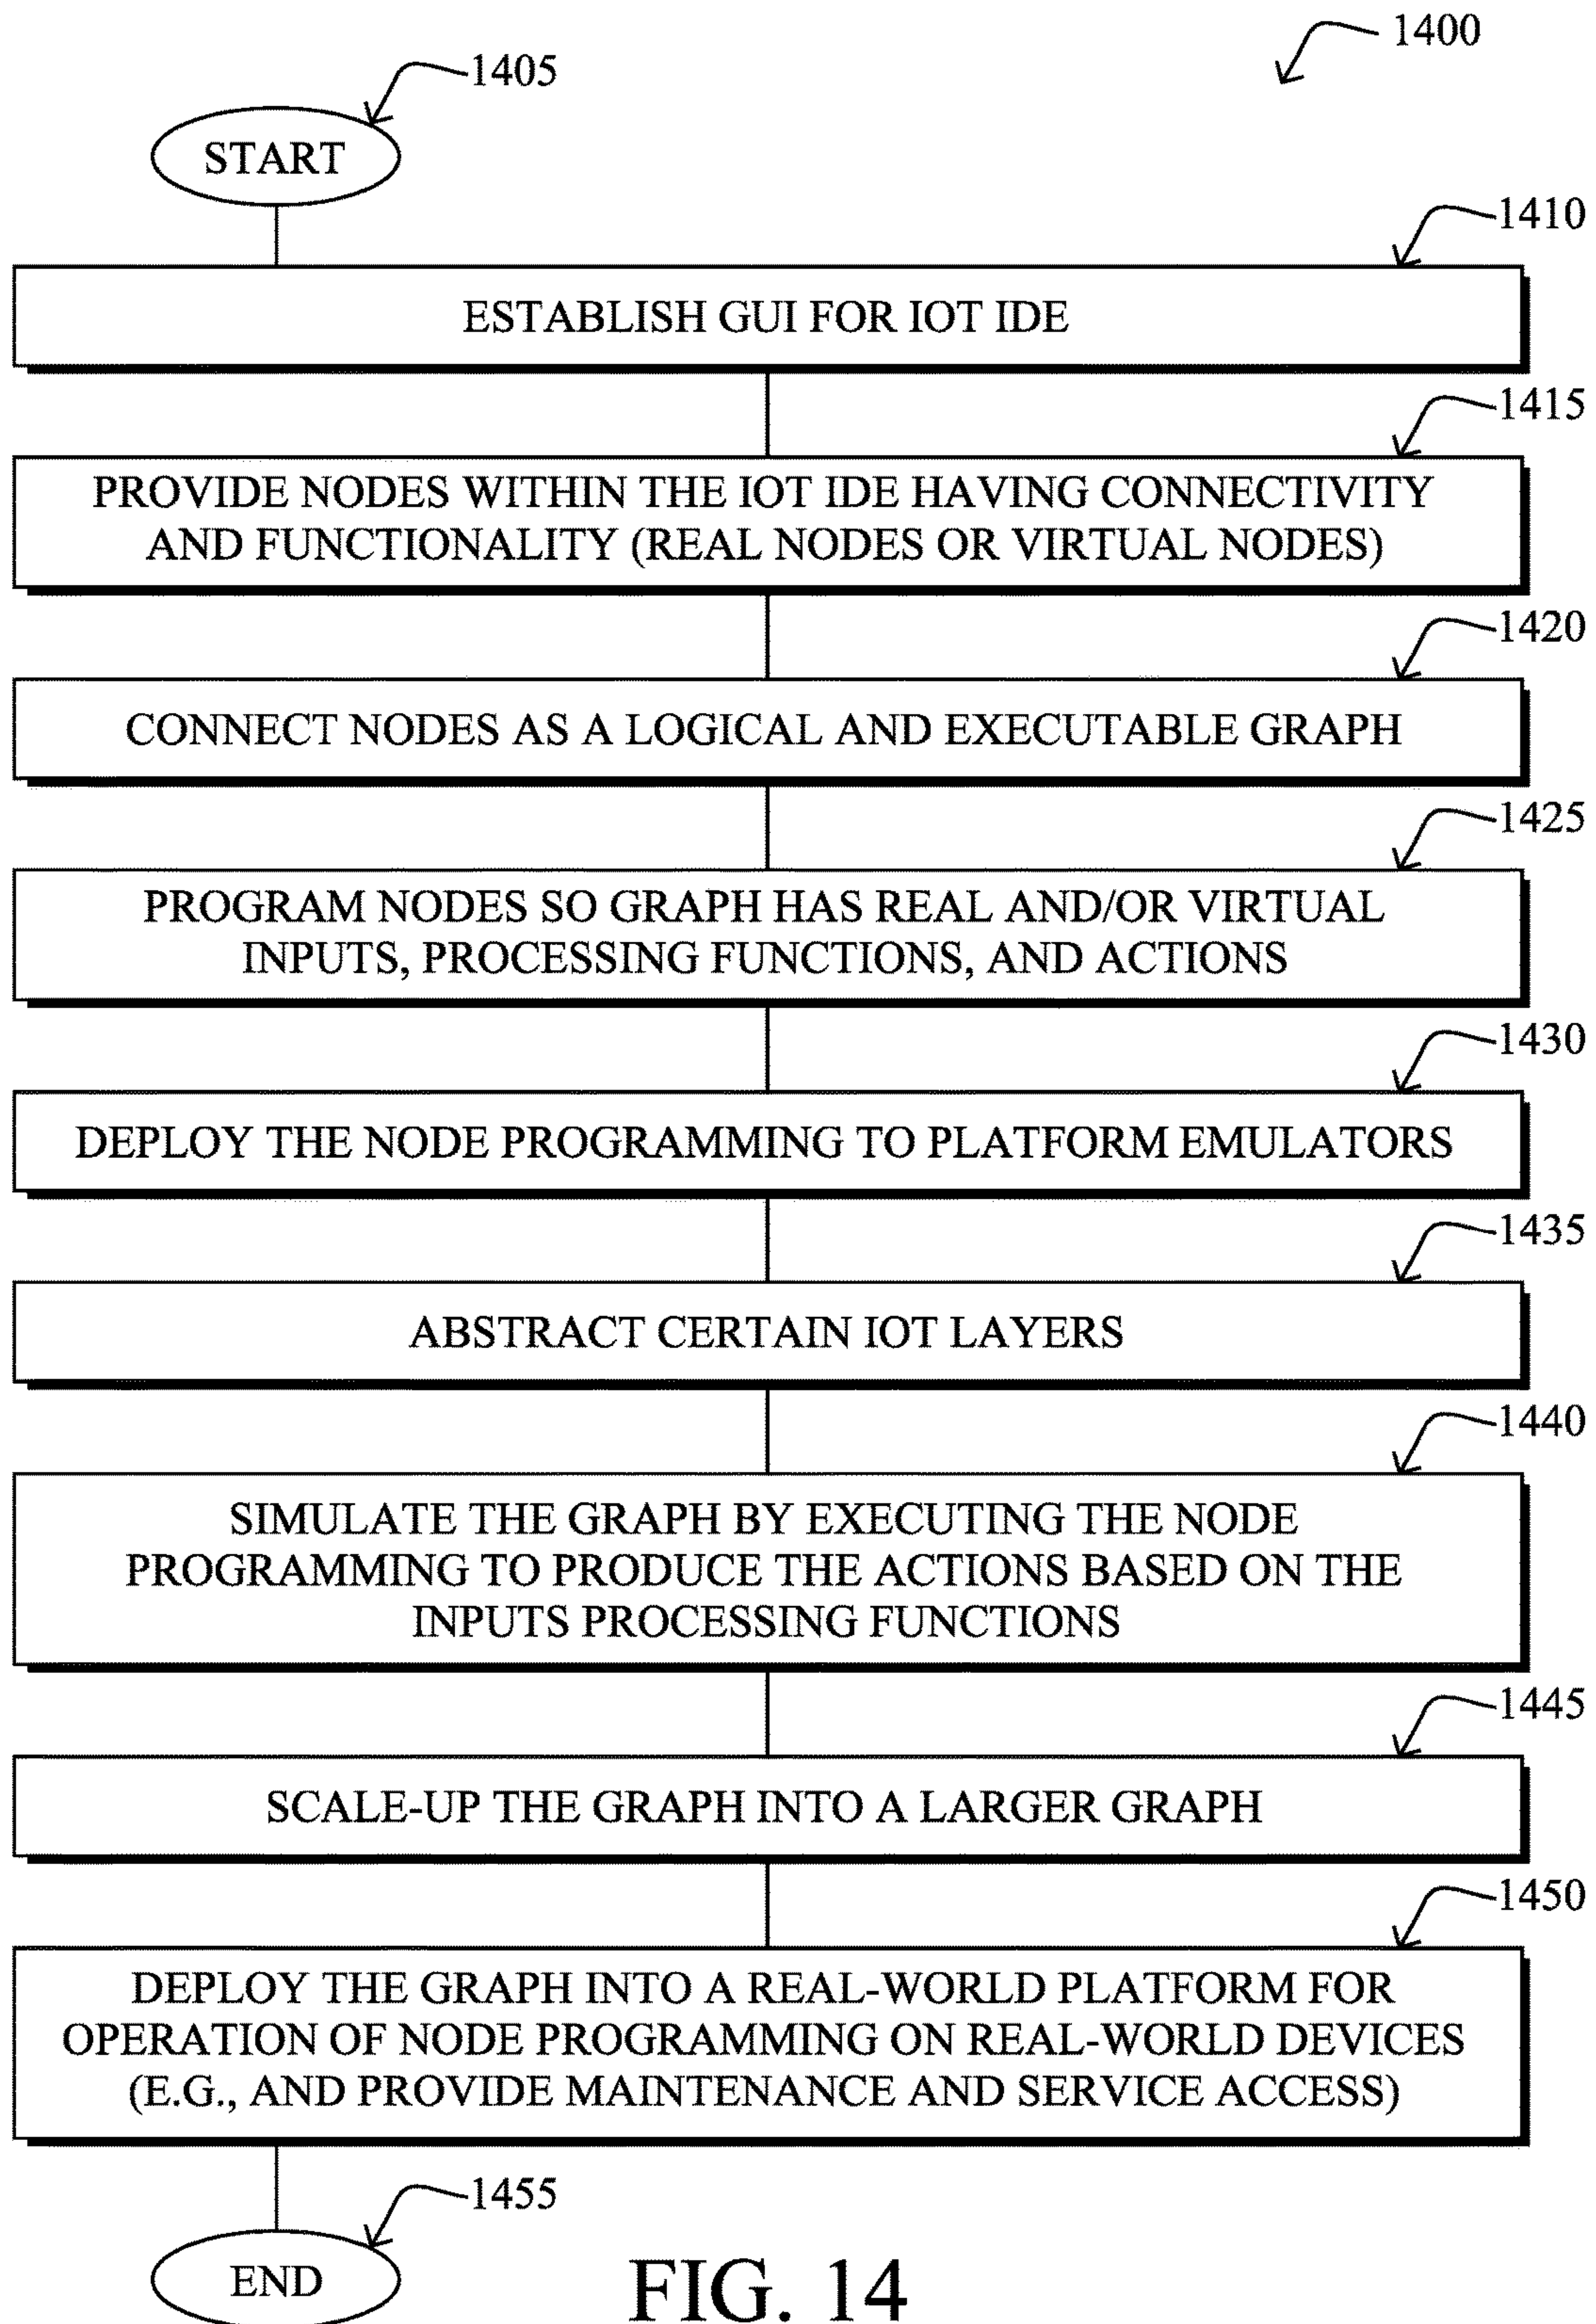 1400
1405
START
1410
ESTABLISH GUI FOR IOT IDE
1415
PROVIDE NODES WITHIN THE IOT IDE HAVING CONNECTIVITY
AND FUNCTIONALITY (REAL NODES OR VIRTUAL NODES)
1420
CONNECT NODES AS A LOGICAL AND EXECUTABLE GRAPH
1425
PROGRAM NODES SO GRAPH HAS REAL AND/OR VIRTUAL
INPUTS, PROCESSING FUNCTIONS, AND ACTIONS
1430
DEPLOY THE NODE PROGRAMMING TO PLATFORM EMULATORS
1435
ABSTRACT CERTAIN IOT LAYERS
1440
SIMULATE THE GRAPH BY EXECUTING THE NODE
PROGRAMMING TO PRODUCE THE ACTIONS BASED ON THE
INPUTS PROCESSING FUNCTIONS
1445
SCALE-UP THE GRAPH INTO A LARGER GRAPH
1450
DEPLOY THE GRAPH INTO A REAL-WORLD PLATFORM FOR
OPERATION OF NODE PROGRAMMING ON REAL-WORLD DEVICES
(E.G., AND PROVIDE MAINTENANCE AND SERVICE ACCESS)
1455
END
FIG. 14